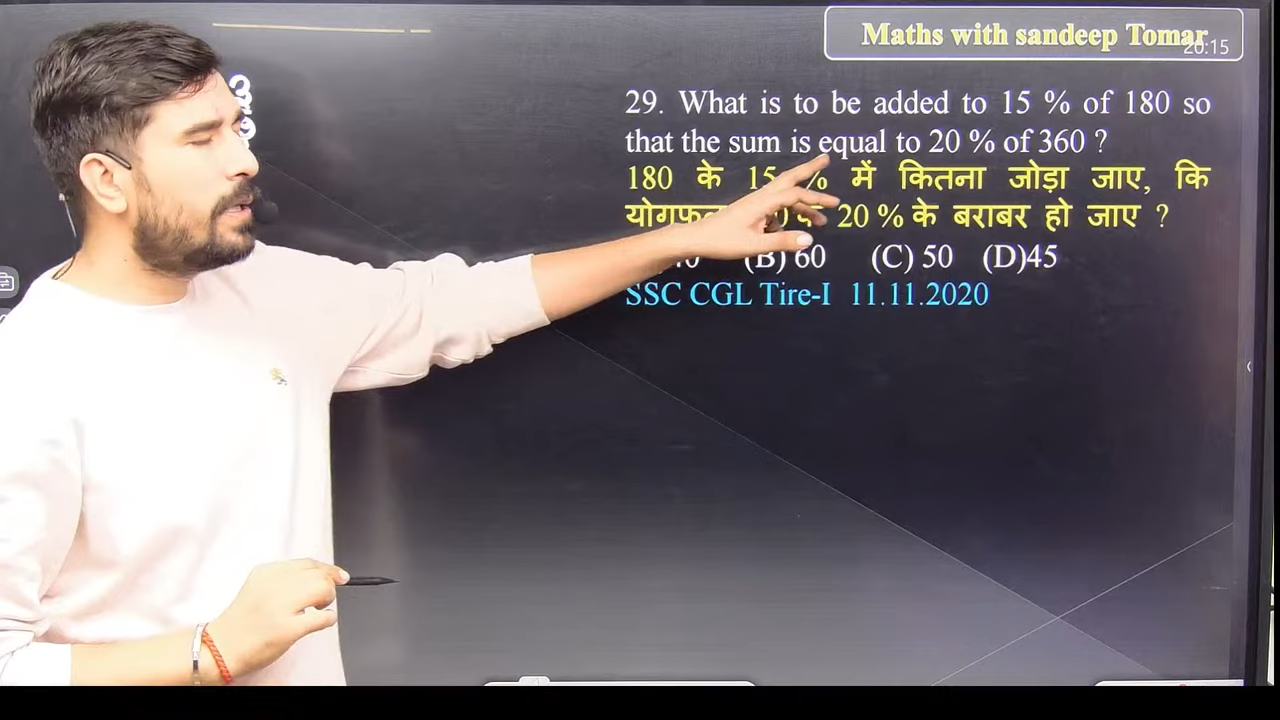 Maths with sandeep Tomar
20:15
29. What is to be added to 15 % of 180 so
that the sum is equal to 20 % of 360 ?
180 के 15 % में कितना जोड़ा जाए, कि
20 % के बराबर हो जाए ?
(B) 60 (C) 50 (D)45
SSC CGL Tire-I 11.11.2020